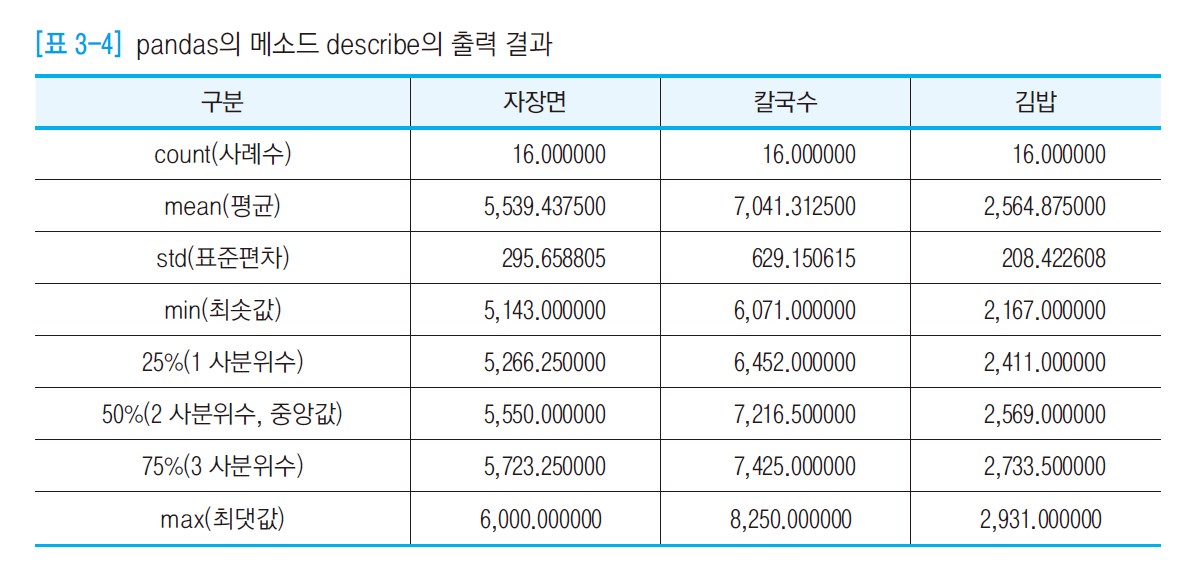 [표 3-4] pandas의 메소드 describe의 출력 결과
구분 자장면 칼국수 김밥
count(사례수) 16.000000 16.000000 16.000000
mean(평균) 5,539.437500 7,041.312500 2,564.875000
std(표준편차) 295.658805 629.150615 208.422608
min(최솟값) 5,143.000000 6,071.000000 2,167.000000
25%(1 사분위수) 5,266.250000 6,452.000000 2,411.000000
50%(2 사분위수, 중앙값) 5,550.000000 7,216.500000 2,569.000000
75%(3 사분위수) 5,723.250000 7,425.000000 2,733.500000
max(최댓값) 6,000.000000 8,250.000000 2,931.000000